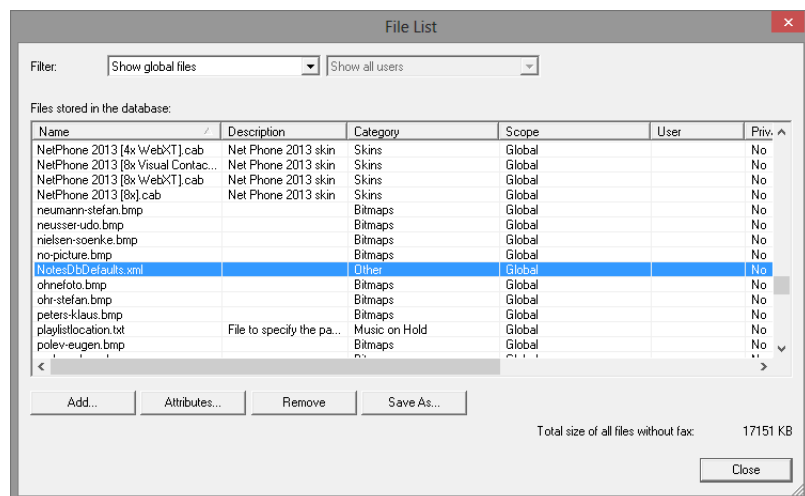 File List
Filter: Show global files Show all users
Files stored in the database:
Name Description Category Scope User Priv.
NetPhone 2013 [4x WebXT].cab Net Phone 2013 skin Skins Global No
NetPhone 2013 [8x Visual Contac... Net Phone 2013 skin Skins Global No
NetPhone 2013 [8x WebXT].cab Net Phone 2013 skin Skins Global No
NetPhone 2013 [8x].cab Net Phone 2013 skin Skins Global No
neumann-stefan.bmp Bitmaps Global No
neusser-udo.bmp Bitmaps Global No
nielsen-soenke.bmp Bitmaps Global No
no-picture.bmp Bitmaps Global No
NotesDbDefaults.xml Other Global No
ohnefoto.bmp Bitmaps Global No
ohr-stefan.bmp Bitmaps Global No
peters-klaus.bmp Bitmaps Global No
playlistlocation.txt File to specify the pa... Music on Hold Global No
polev-eugen.bmp Bitmaps Global No
Add... Attributes... Remove Save As...
Total size of all files without fax: 17151 KB
Close